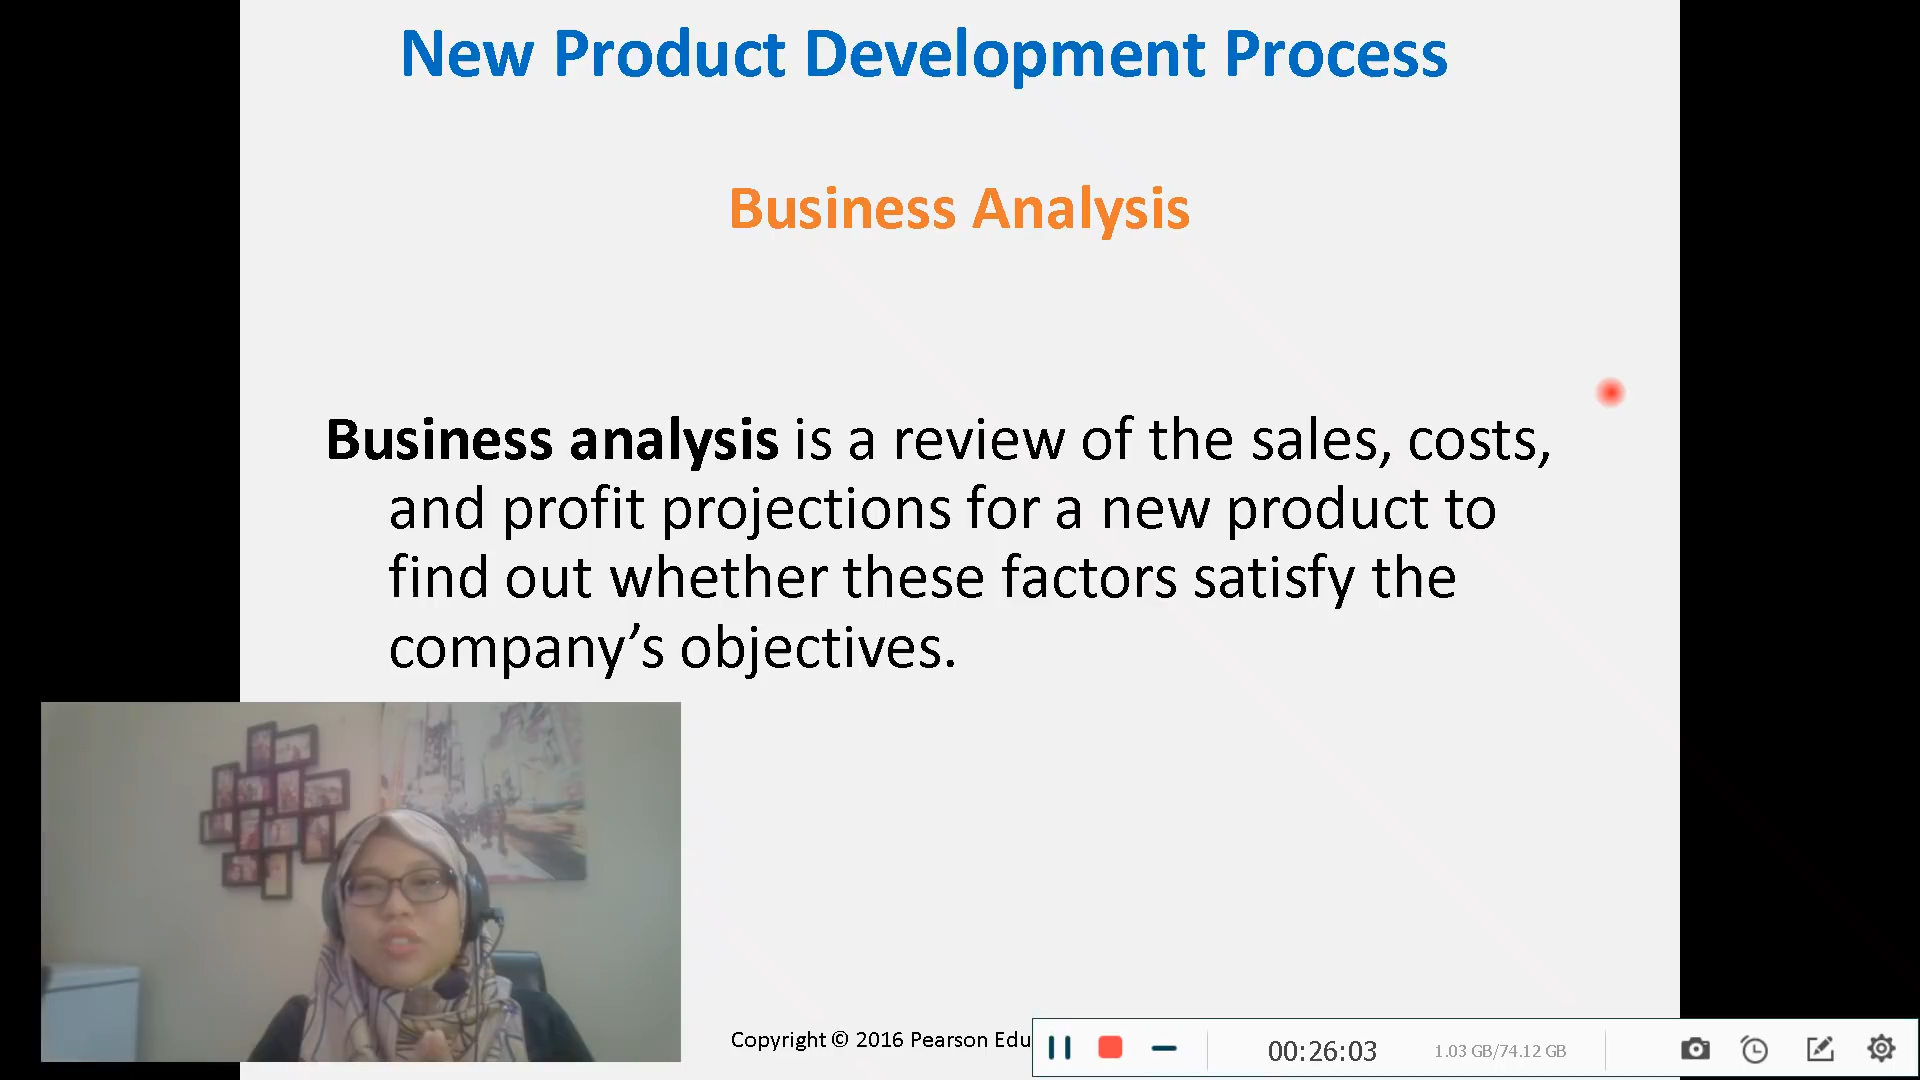 New Product Development Process
Business Analysis
Business analysis is a review of the sales, costs,
and profit projections for a new product to
find out whether these factors satisfy the
company’s objectives.
Copyright © 2016 Pearson Edu
00:26:03
1.03 GB/74.12 GB